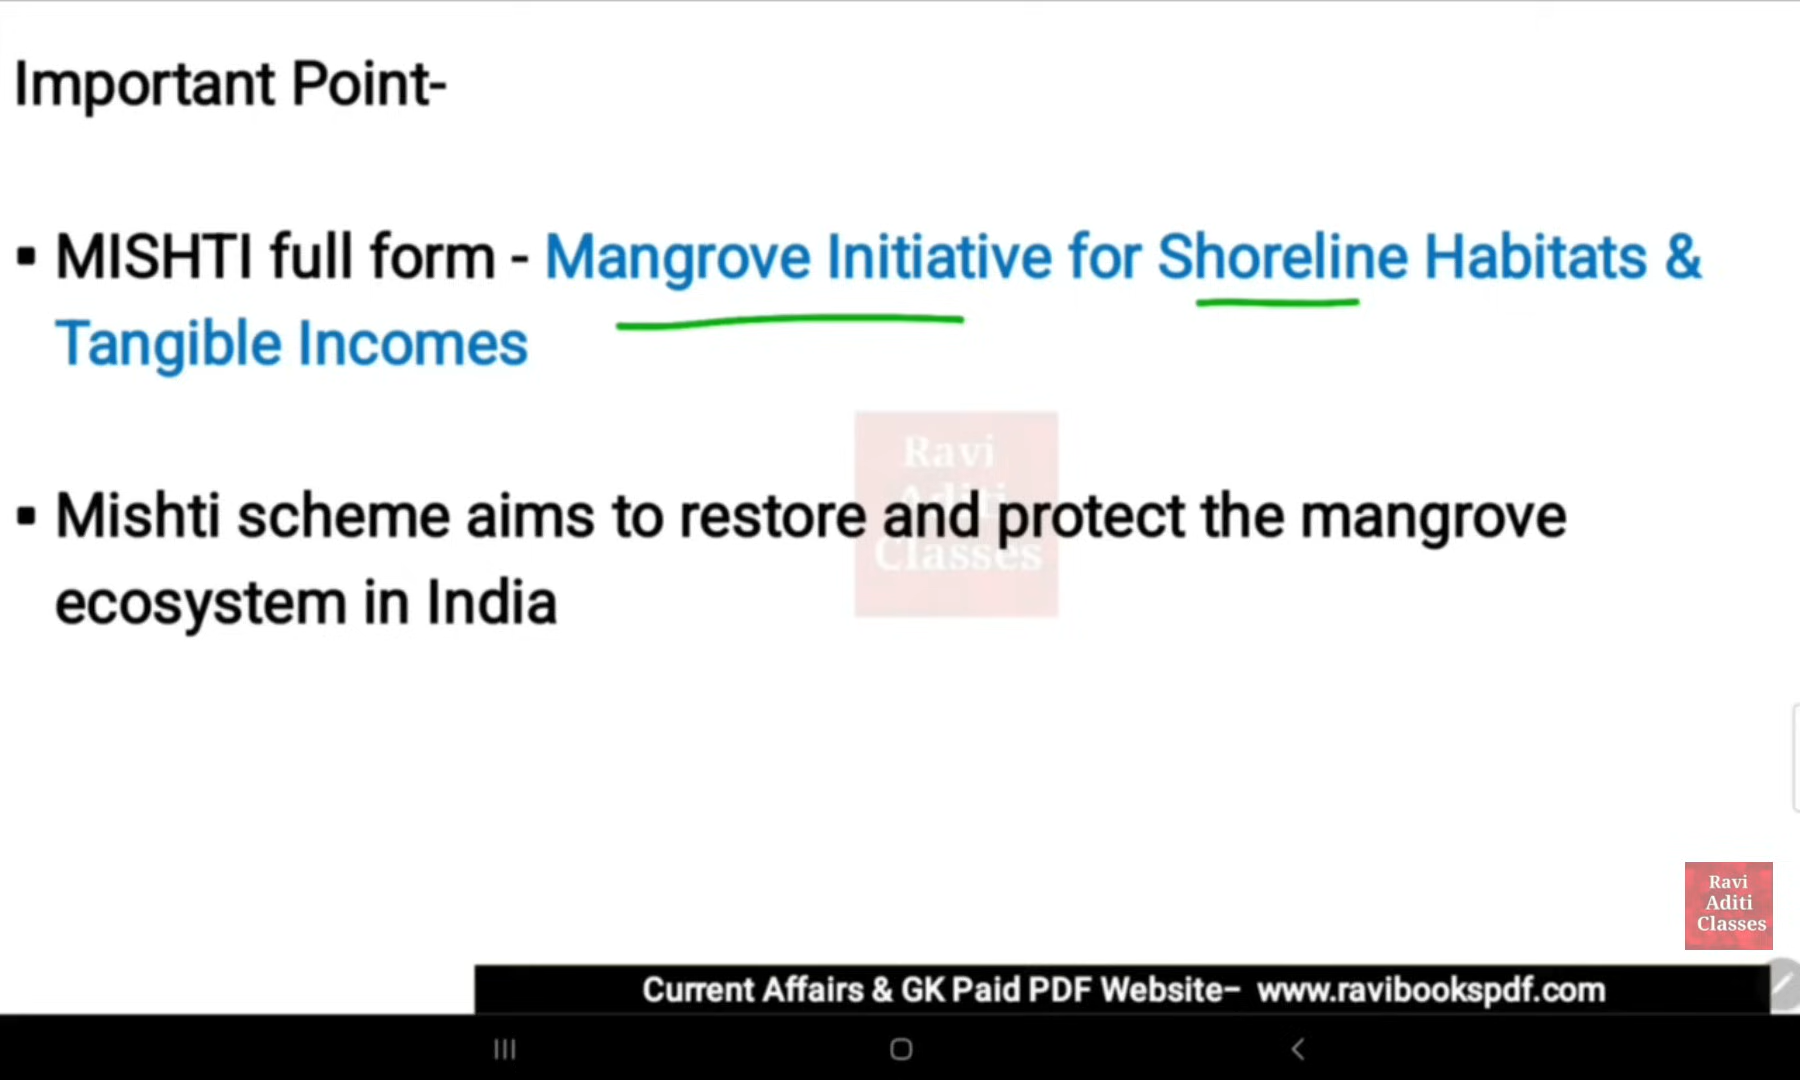 Important Point-
▪ MISHTI full form - Mangrove Initiative for Shoreline Habitats &
Tangible Incomes
Ravi
Aditi
Classes
▪ Mishti scheme aims to restore and protect the mangrove
ecosystem in India
Ravi
Aditi
Classes
Current Affairs & GK Paid PDF Website– www.ravibookspdf.com